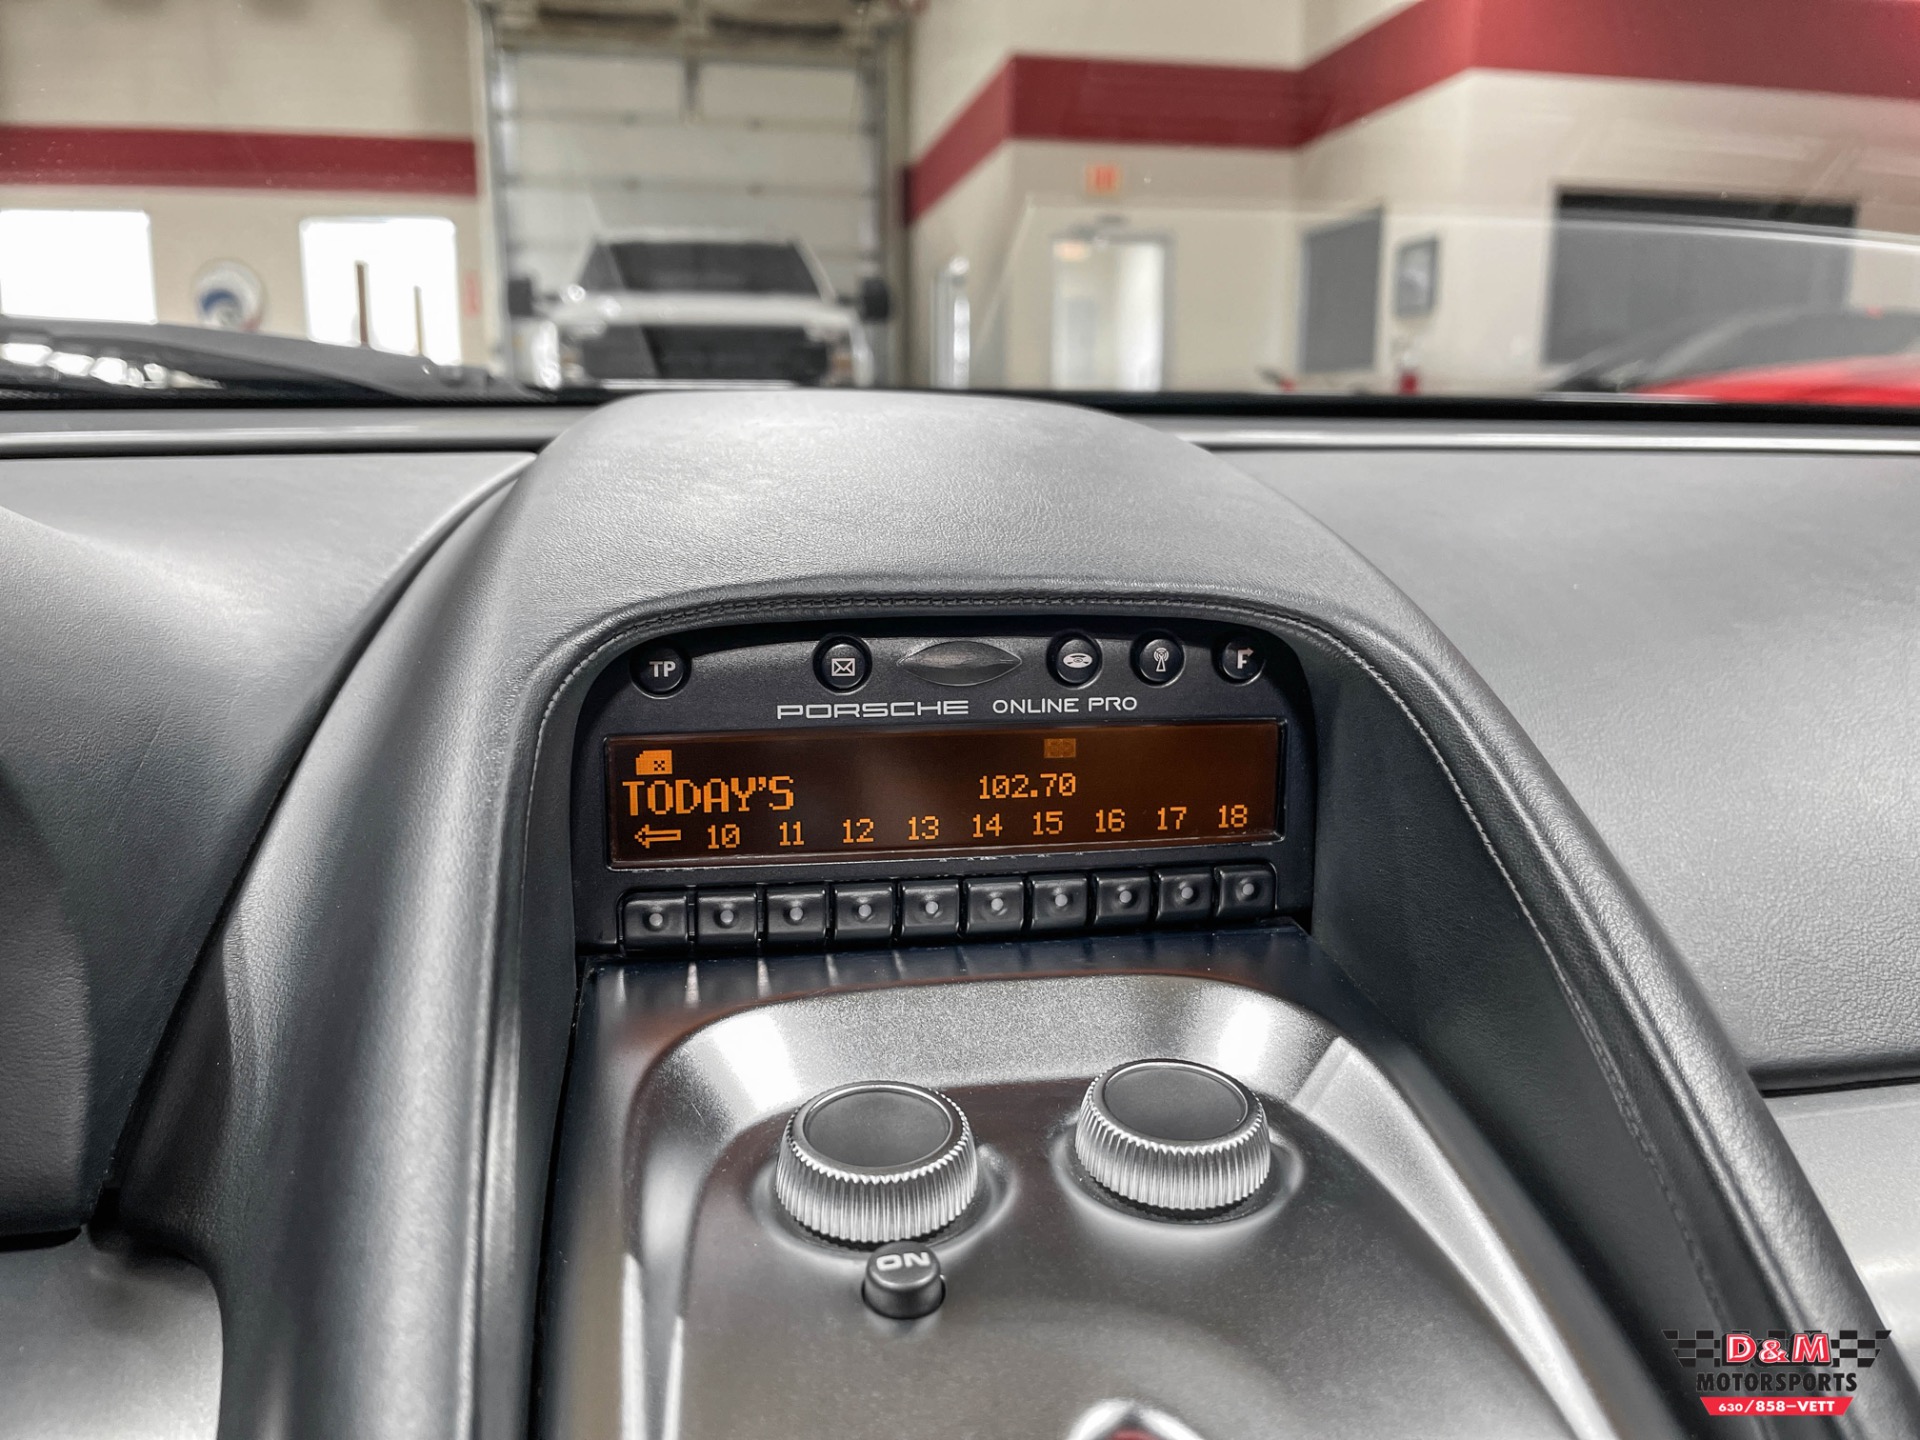 TP
F
PORSCHE ONLINE PRO
TODAY'S 102.70
10 11 12 13 14 15 16 17 18
ON
D&M
MOTORSPORTS
630/858-VETT